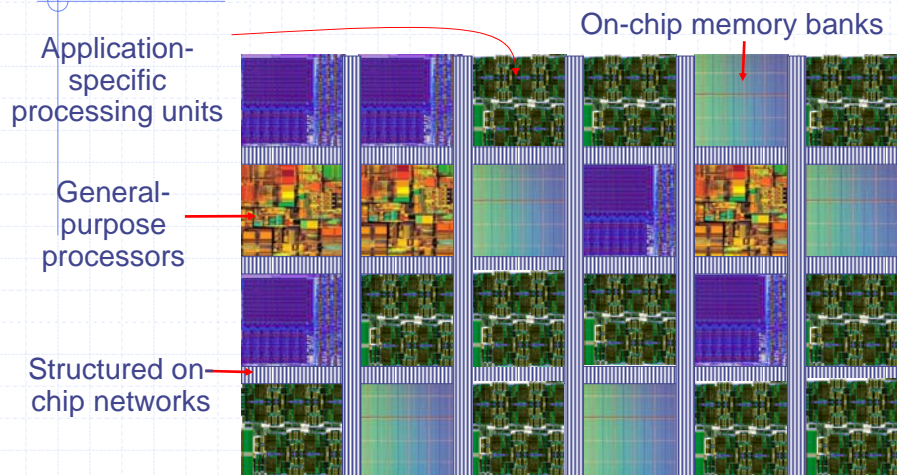 Application-
specific
processing units
On-chip memory banks
General-
purpose
processors
Structured on-
chip networks